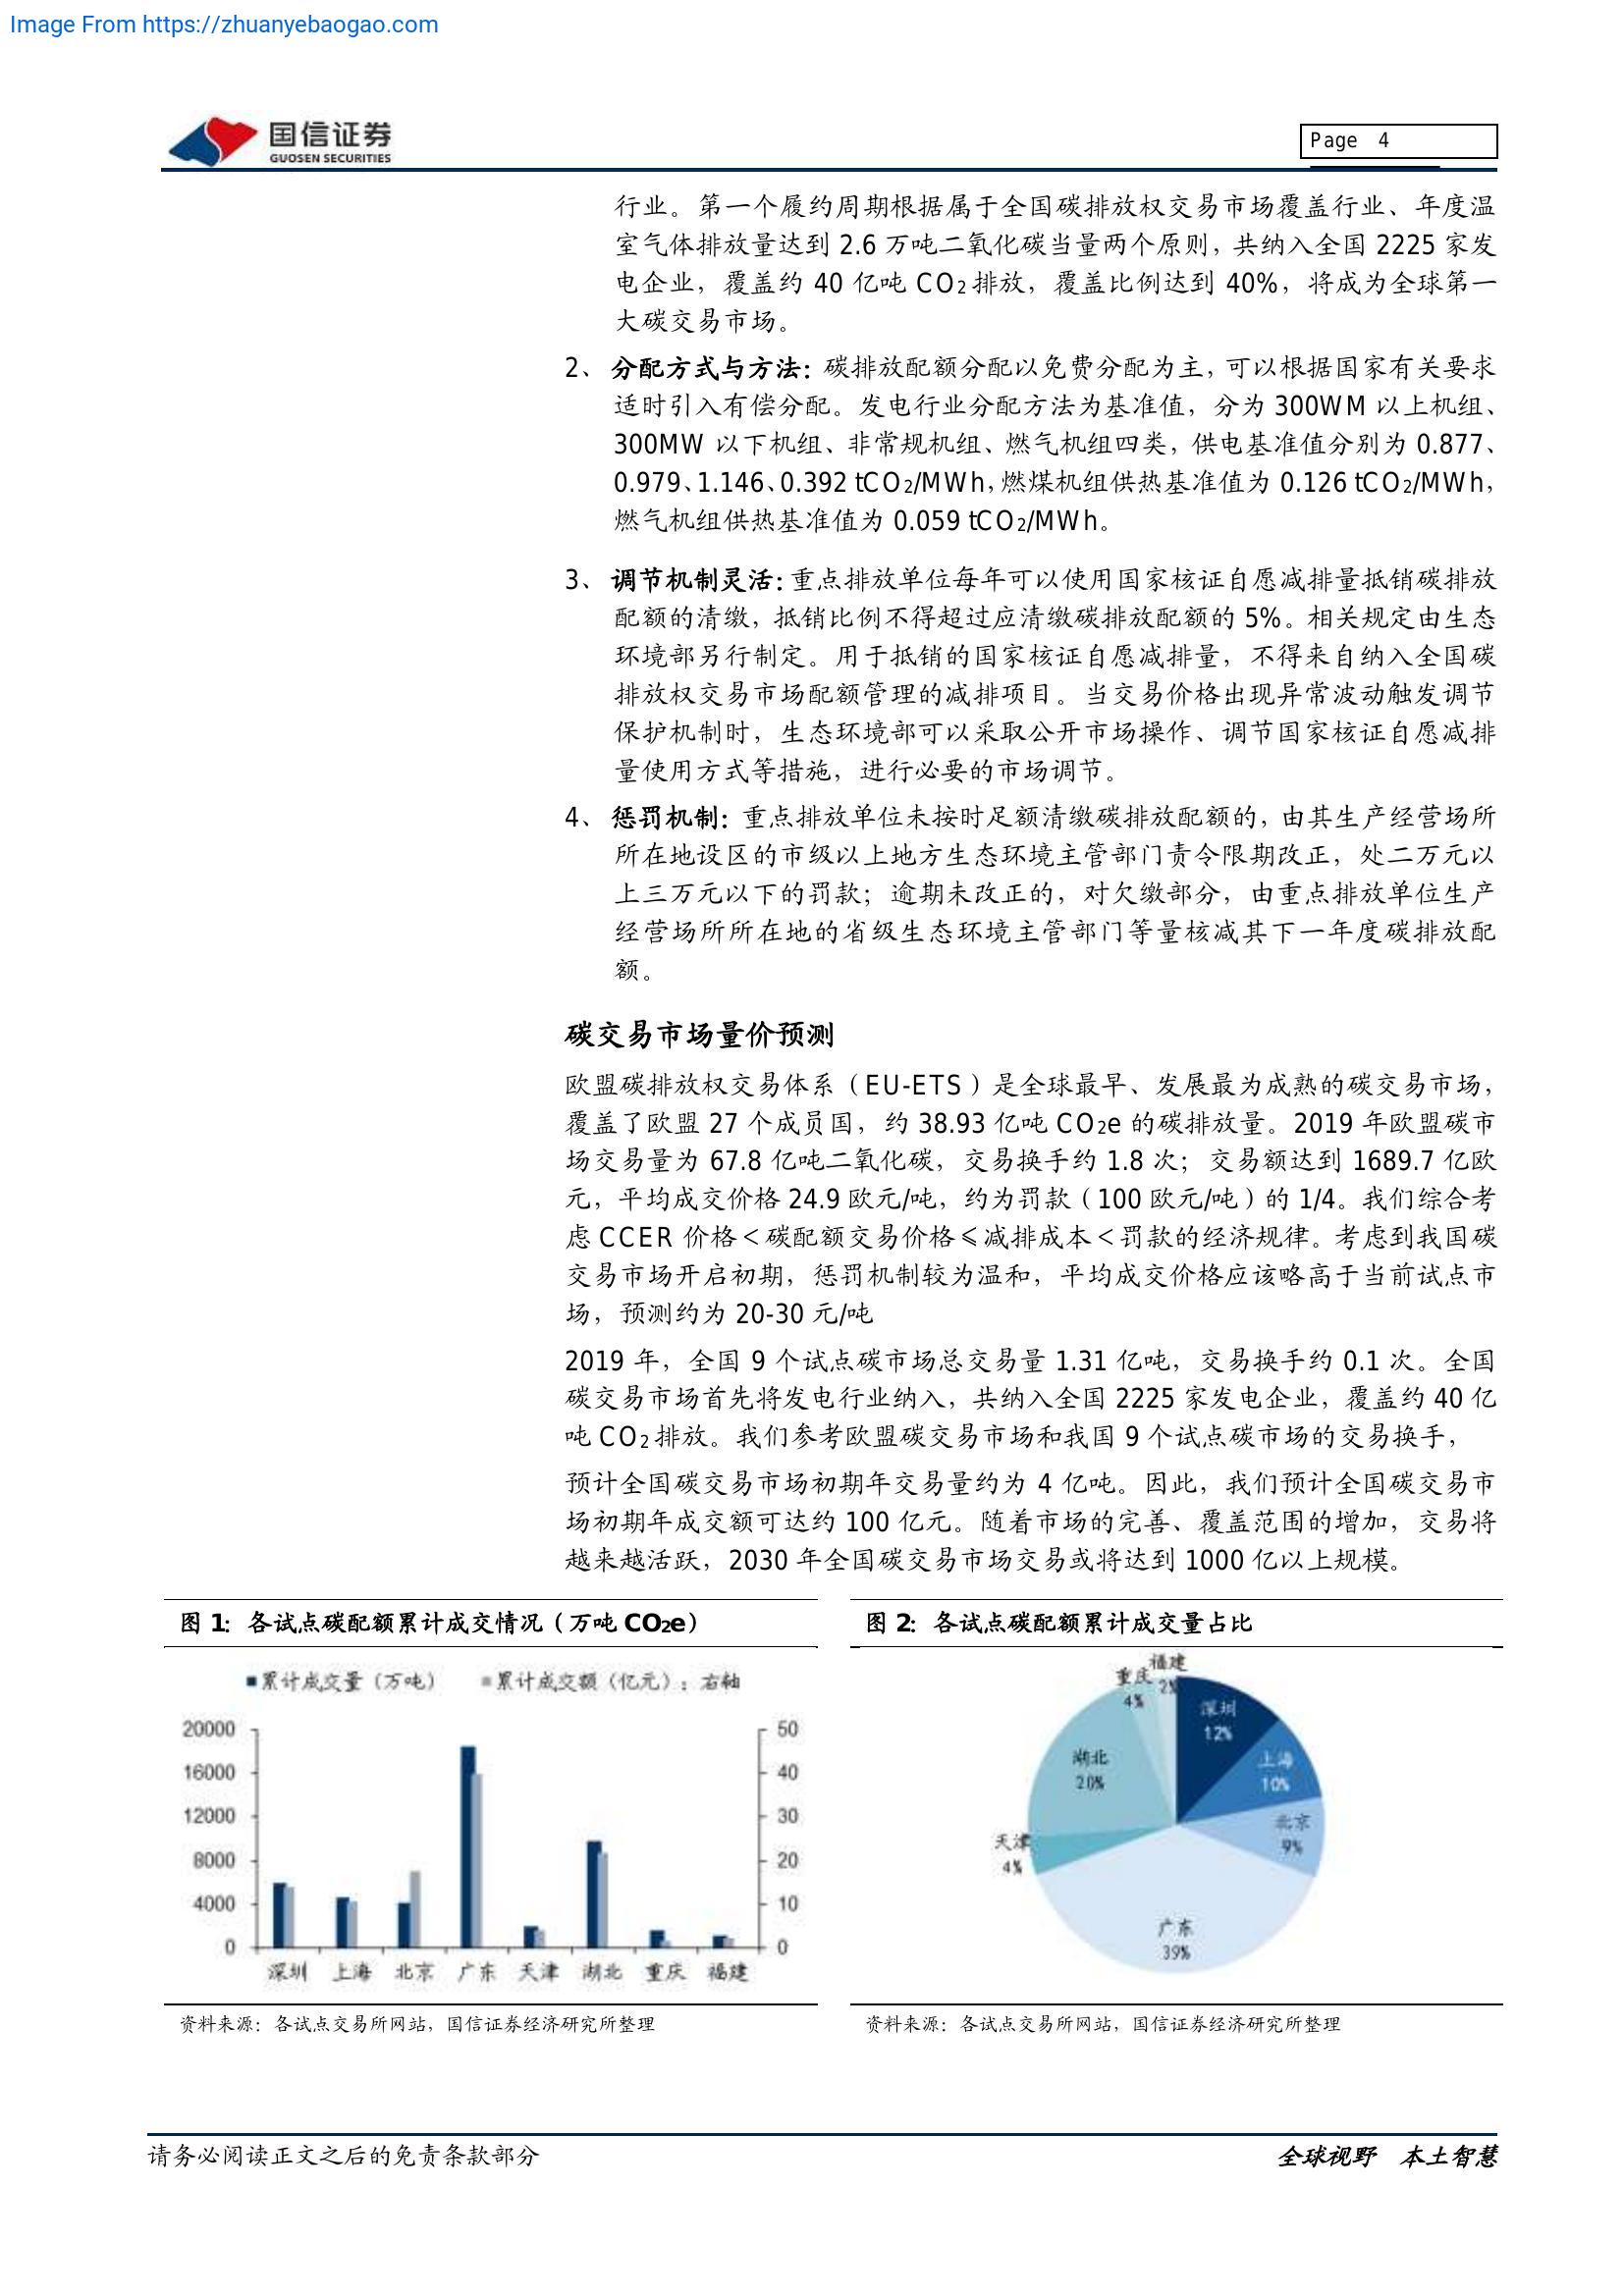 Image From https://zhuanyebaogao.com
国信证券
GUOSEN SECURITIES
Page 4
行业。第一个履约周期根据属于全国碳排放权交易市场覆盖行业、年度温
室气体排放量达到 2.6 万吨二氧化碳当量两个原则，共纳入全国 2225 家发
电企业，覆盖约 40 亿吨 CO2 排放，覆盖比例达到 40%，将成为全球第一
大碳交易市场。
2、 分配方式与方法：碳排放配额分配以免费分配为主，可以根据国家有关要求
适时引入有偿分配。发电行业分配方法为基准值，分为 300WM 以上机组、
300MW 以下机组、非常规机组、燃气机组四类，供电基准值分别为 0.877、
0.979、1.146、0.392 tCO2/MWh，燃煤机组供热基准值为 0.126 tCO2/MWh，
燃气机组供热基准值为 0.059 tCO2/MWh。
3、 调节机制灵活：重点排放单位每年可以使用国家核证自愿减排量抵销碳排放
配额的清缴，抵销比例不得超过应清缴碳排放配额的 5%。相关规定由生态
环境部另行制定。用于抵销的国家核证自愿减排量，不得来自纳入全国碳
排放权交易市场配额管理的减排项目。当交易价格出现异常波动触发调节
保护机制时，生态环境部可以采取公开市场操作、调节国家核证自愿减排
量使用方式等措施，进行必要的市场调节。
4、 惩罚机制：重点排放单位未按时足额清缴碳排放配额的，由其生产经营场所
所在地设区的市级以上地方生态环境主管部门责令限期改正，处二万元以
上三万元以下的罚款；逾期未改正的，对欠缴部分，由重点排放单位生产
经营场所所在地的省级生态环境主管部门等量核减其下一年度碳排放配
额。
碳交易市场量价预测
欧盟碳排放权交易体系（EU-ETS）是全球最早、发展最为成熟的碳交易市场，
覆盖了欧盟 27 个成员国，约 38.93 亿吨 CO2e 的碳排放量。2019 年欧盟碳市
场交易量为 67.8 亿吨二氧化碳，交易换手约 1.8 次；交易额达到 1689.7 亿欧
元，平均成交价格 24.9 欧元/吨，约为罚款（100 欧元/吨）的 1/4。我们综合考
虑 CCER 价格＜碳配额交易价格≤减排成本＜罚款的经济规律。考虑到我国碳
交易市场开启初期，惩罚机制较为温和，平均成交价格应该略高于当前试点市
场，预测约为 20-30 元/吨
2019 年，全国 9 个试点碳市场总交易量 1.31 亿吨，交易换手约 0.1 次。全国
碳交易市场首先将发电行业纳入，共纳入全国 2225 家发电企业，覆盖约 40 亿
吨 CO2 排放。我们参考欧盟碳交易市场和我国 9 个试点碳市场的交易换手，
预计全国碳交易市场初期年交易量约为 4 亿吨。因此，我们预计全国碳交易市
场初期年成交额可达约 100 亿元。随着市场的完善、覆盖范围的增加，交易将
越来越活跃，2030 年全国碳交易市场交易或将达到 1000 亿以上规模。
图 1：各试点碳配额累计成交情况（万吨 CO2e）
累计成交量（万吨） 累计成交额（亿元）；右轴
20000 50
16000 40
12000 30
8000 20
4000 10
0 0
深圳 上海 北京 广东 天津 湖北 重庆 福建
资料来源：各试点交易所网站，国信证券经济研究所整理
图 2：各试点碳配额累计成交量占比
福建
2%
重庆
4%
深圳
12%
上海
10%
湖北
20%
北京
9%
天津
4%
广东
39%
资料来源：各试点交易所网站，国信证券经济研究所整理
请务必阅读正文之后的免责条款部分
全球视野 本土智慧